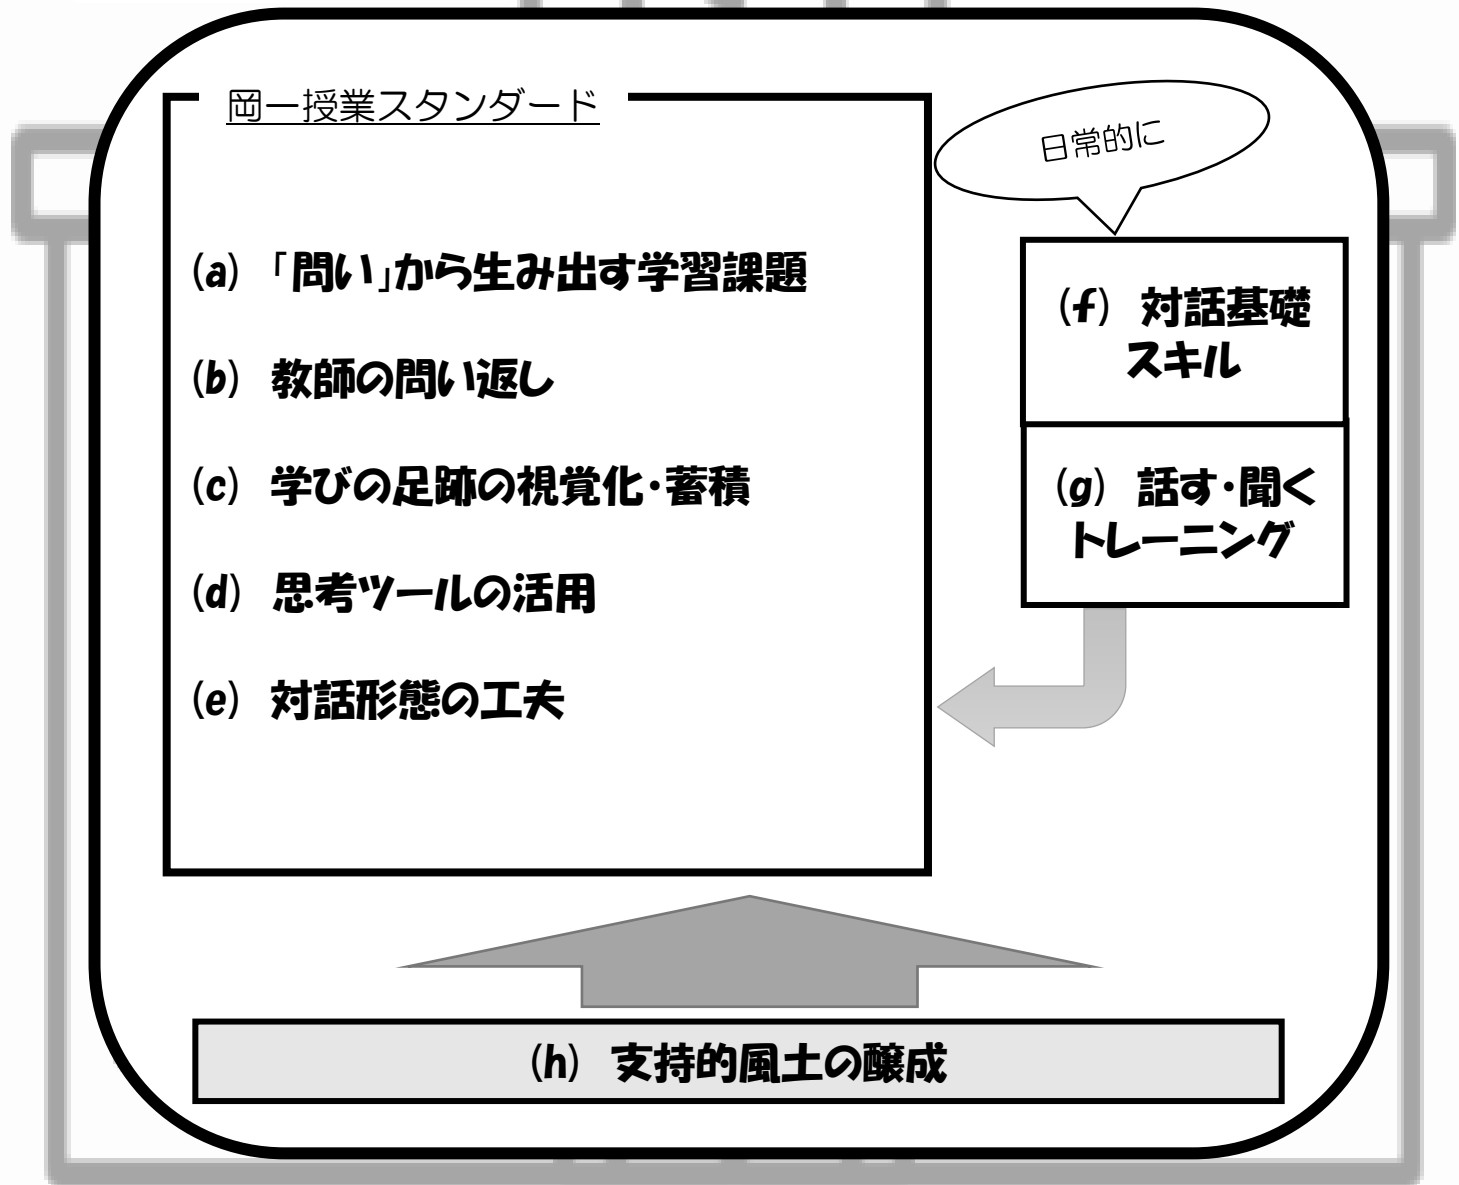 岡一授業スタンダード
(a) 「問い」から生み出す学習課題
(b) 教師の問い返し
(c) 学びの足跡の視覚化・蓄積
(d) 思考ツールの活用
(e) 対話形態の工夫
日常的に
(f) 対話基礎
スキル
(g) 話す・聞く
トレーニング
(h) 支持的風土の醸成